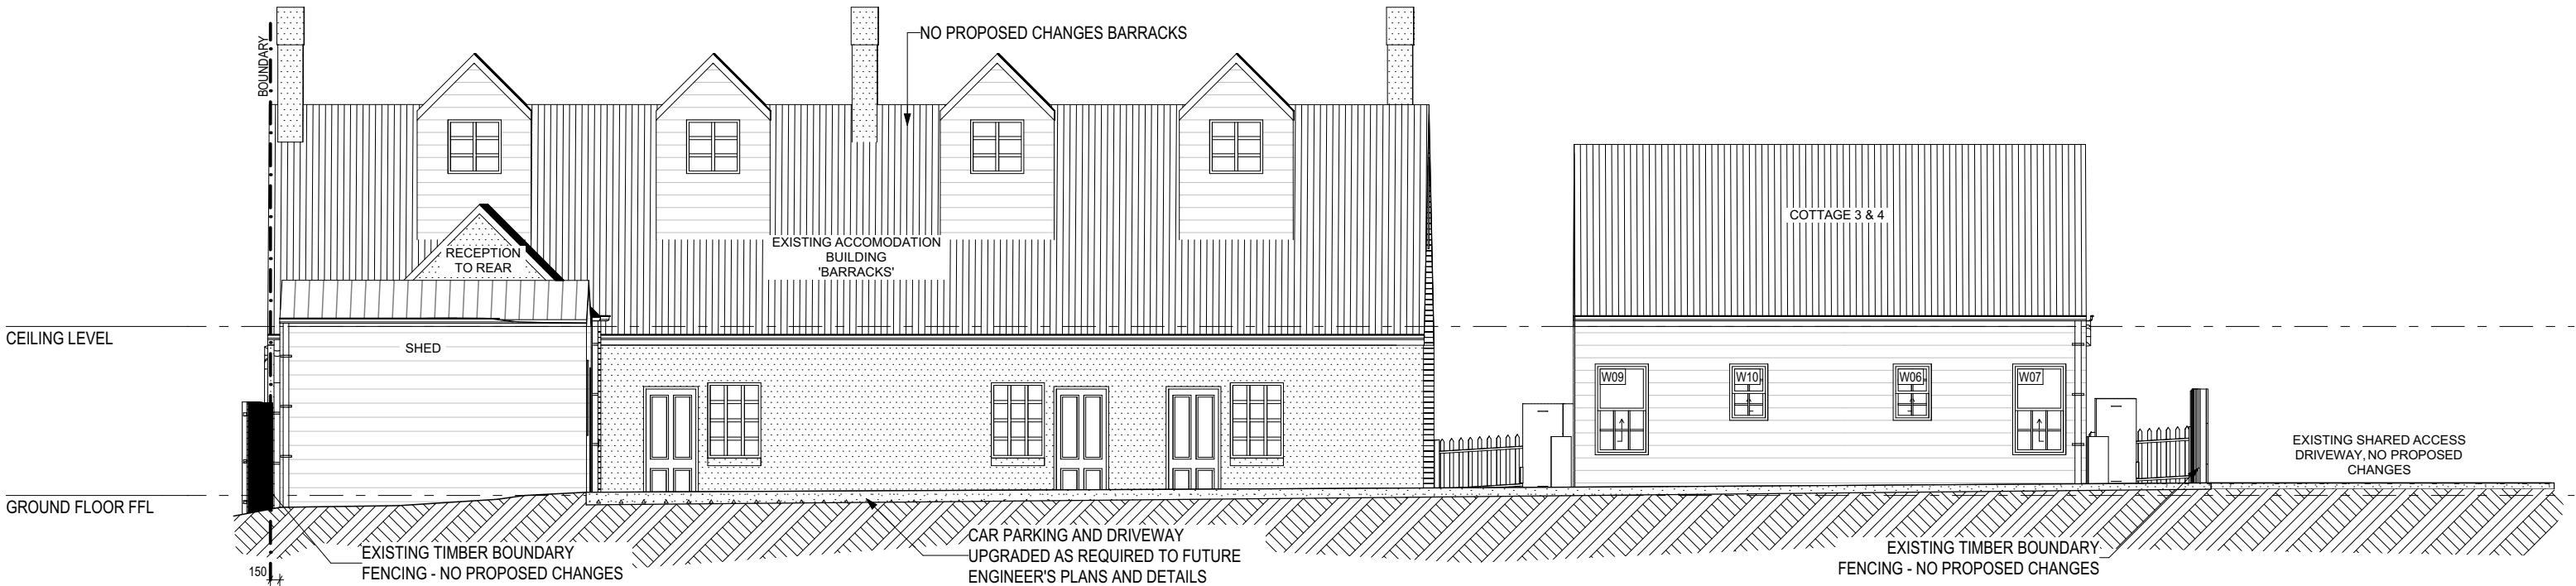 BOUNDARY
NO PROPOSED CHANGES BARRACKS
COTTAGE 3 & 4
EXISTING ACCOMODATION
BUILDING
'BARRACKS'
RECEPTION
TO REAR
CEILING LEVEL
SHED
W09
W10
W06
W07
EXISTING SHARED ACCESS
DRIVEWAY, NO PROPOSED
CHANGES
GROUND FLOOR FFL
CAR PARKING AND DRIVEWAY
UPGRADED AS REQUIRED TO FUTURE
ENGINEER'S PLANS AND DETAILS
EXISTING TIMBER BOUNDARY
FENCING - NO PROPOSED CHANGES
EXISTING TIMBER BOUNDARY
FENCING - NO PROPOSED CHANGES
150